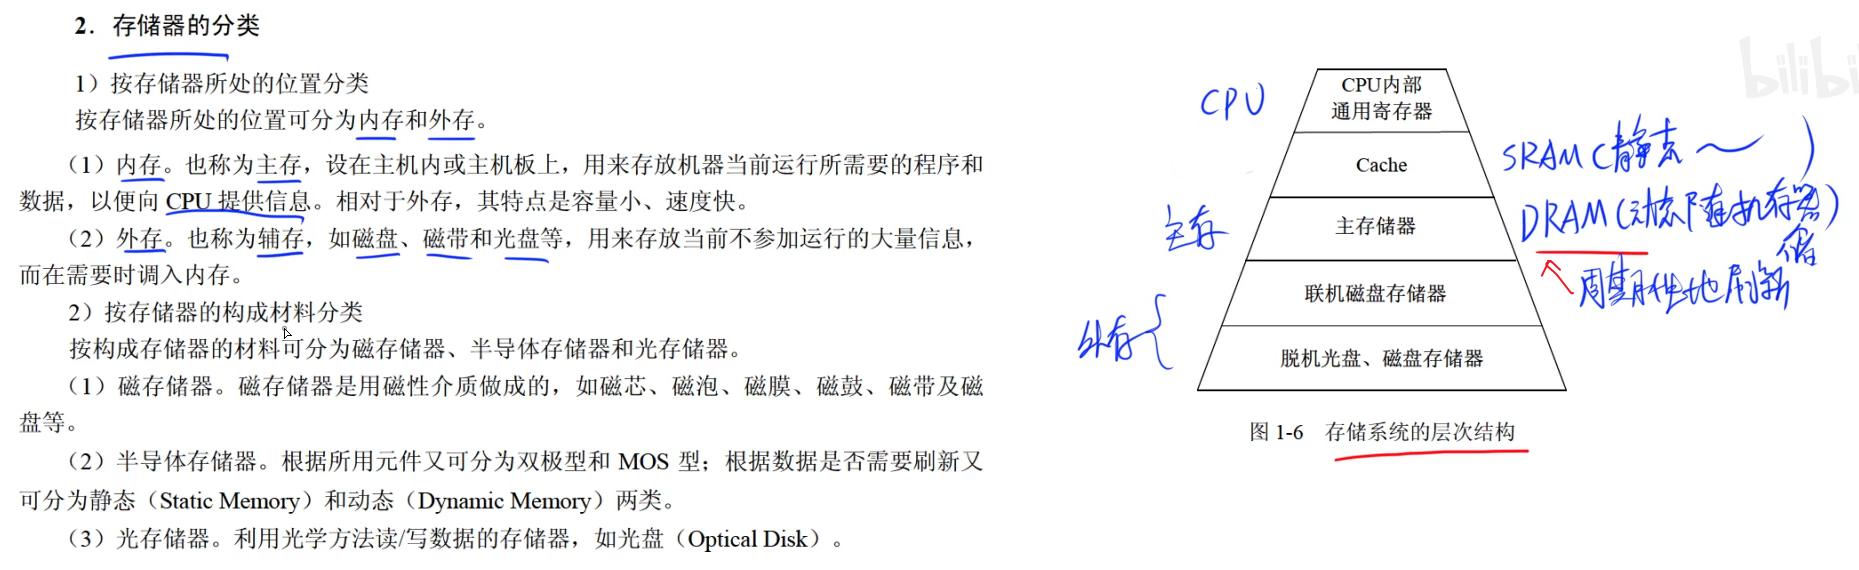 2．存储器的分类
1）按存储器所处的位置分类
按存储器所处的位置可分为内存和外存。
（1）内存。也称为主存，设在主机内或主机板上，用来存放机器当前运行所需要的程序和
数据，以便向 CPU 提供信息。相对于外存，其特点是容量小、速度快。
（2）外存。也称为辅存，如磁盘、磁带和光盘等，用来存放当前不参加运行的大量信息，
而在需要时调入内存。
2）按存储器的构成材料分类
按构成存储器的材料可分为磁存储器、半导体存储器和光存储器。
（1）磁存储器。磁存储器是用磁性介质做成的，如磁芯、磁泡、磁膜、磁鼓、磁带及磁
盘等。
（2）半导体存储器。根据所用元件又可分为双极型和 MOS 型；根据数据是否需要刷新又
可分为静态（Static Memory）和动态（Dynamic Memory）两类。
（3）光存储器。利用光学方法读/写数据的存储器，如光盘（Optical Disk）。
bilibi
CPU
CPU内部
通用寄存器
Cache
SRAM（静态～）
主存
主存储器
DRAM（动态随机存储器）
周期性地刷新
外存
联机磁盘存储器
脱机光盘、磁盘存储器
图 1-6 存储系统的层次结构